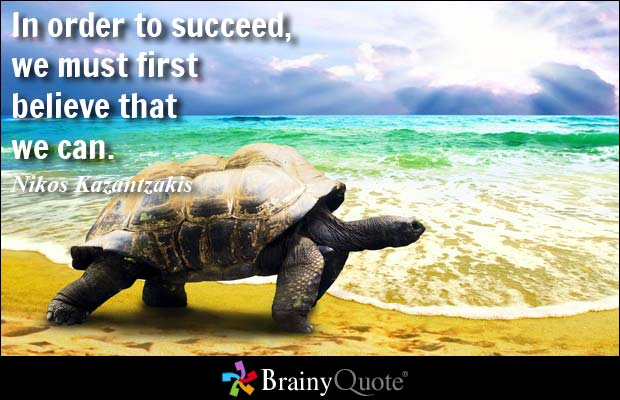 In order to succeed,
we must first
believe that
we can.
Nikos Kazantzakis
BrainyQuote®